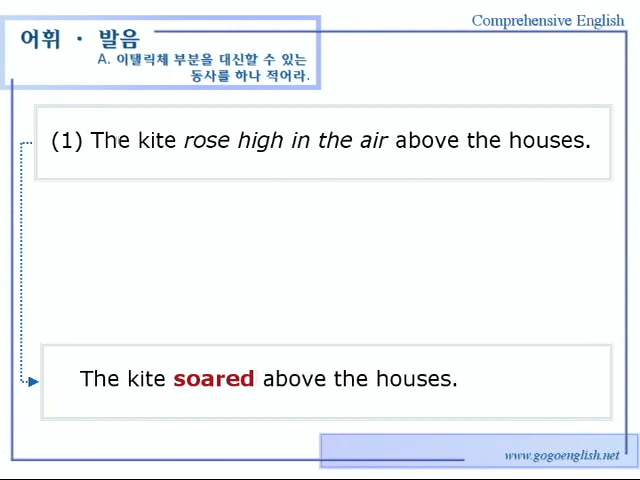 Comprehensive English
어휘 · 발음
A. 이탤릭체 부분을 대신할 수 있는
동사를 하나 적어라.
(1) The kite rose high in the air above the houses.
The kite soared above the houses.
www.gogoenglish.net